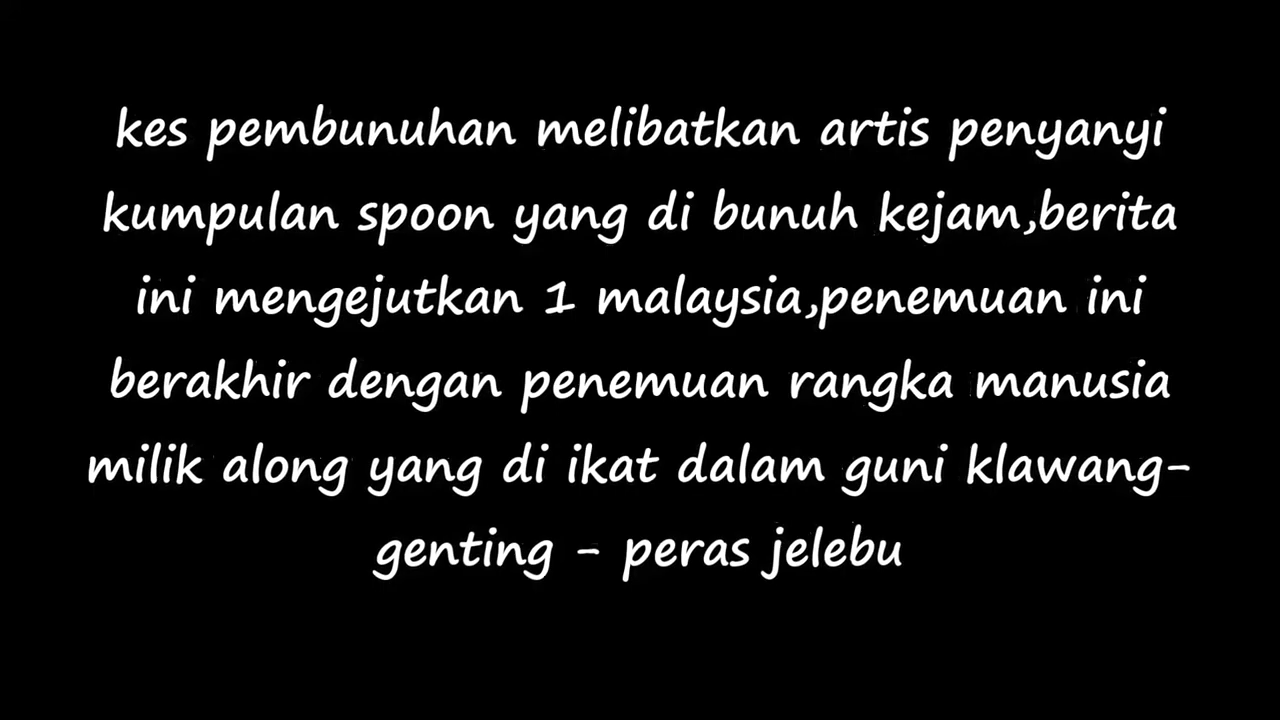 kes pembunuhan melibatkan artis penyanyi
kumpulan spoon yang di bunuh kejam,berita
ini mengejutkan 1 malaysia,penemuan ini
berakhir dengan penemuan rangka manusia
milik along yang di ikat dalam guni klawang-
genting - peras jelebu